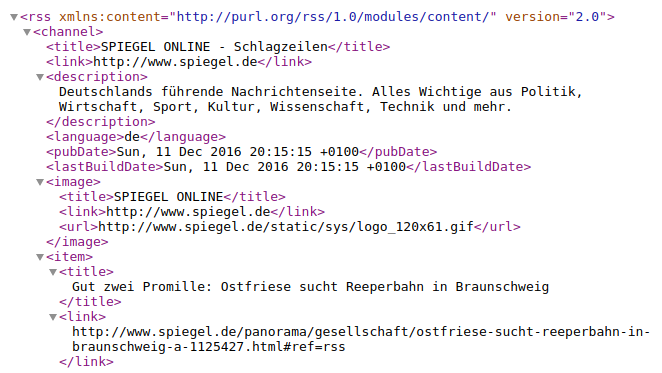 <rss xmlns:content="http://purl.org/rss/1.0/modules/content/" version="2.0">
<channel>
<title>SPIEGEL ONLINE - Schlagzeilen</title>
<link>http://www.spiegel.de</link>
<description>
Deutschlands führende Nachrichtenseite. Alles Wichtige aus Politik,
Wirtschaft, Sport, Kultur, Wissenschaft, Technik und mehr.
</description>
<language>de</language>
<pubDate>Sun, 11 Dec 2016 20:15:15 +0100</pubDate>
<lastBuildDate>Sun, 11 Dec 2016 20:15:15 +0100</lastBuildDate>
<image>
<title>SPIEGEL ONLINE</title>
<link>http://www.spiegel.de</link>
<url>http://www.spiegel.de/static/sys/logo_120x61.gif</url>
</image>
<item>
<title>
Gut zwei Promille: Ostfriese sucht Reeperbahn in Braunschweig
</title>
<link>
http://www.spiegel.de/panorama/gesellschaft/ostfriese-sucht-reeperbahn-in-
braunschweig-a-1125427.html#ref=rss
</link>